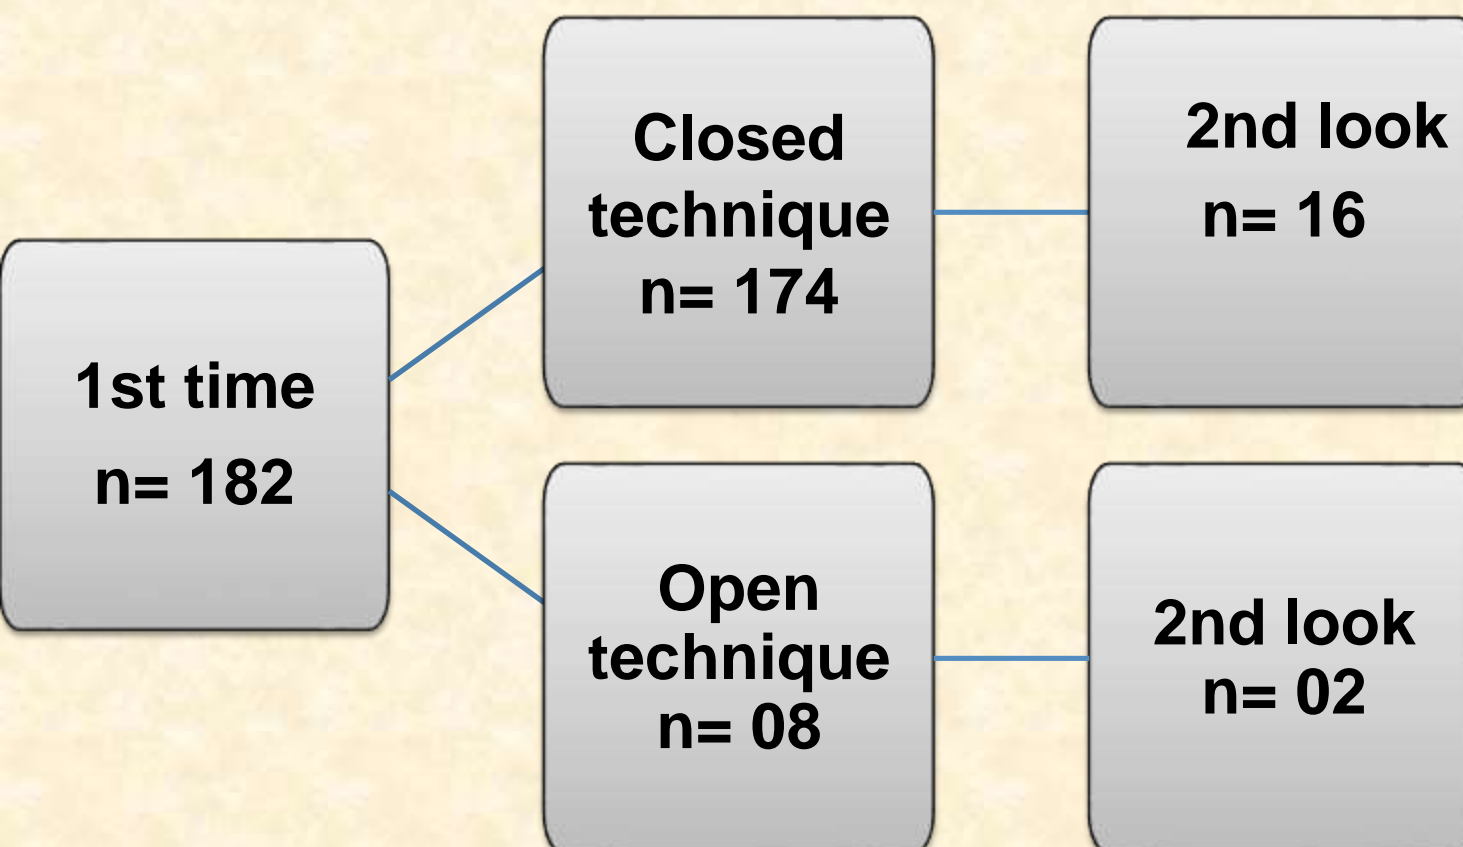 1st time
n= 182
Closed
technique
n= 174
2nd look
n= 16
Open
technique
n= 08
2nd look
n= 02